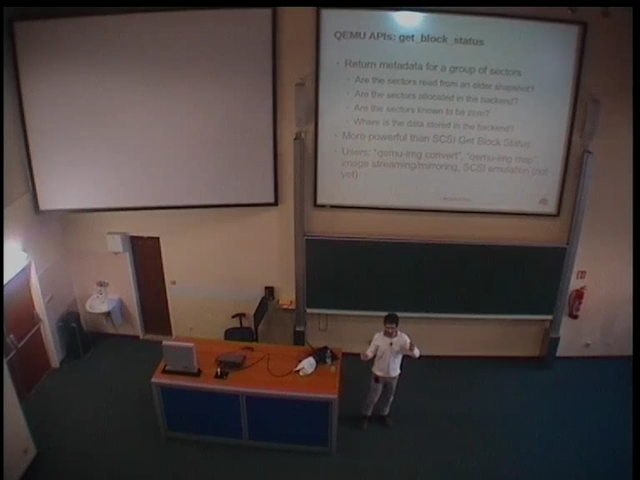 QEMU APIs: get_block_status
• Return metadata for a group of sectors
• Are the sectors read from an older snapshot?
• Are the sectors allocated in the backend?
• Are the sectors known to be zero?
• Where is the data stored in the backend?
• More powerful than SCSI Get Block Status
• Users: "qemu-img convert", "qemu-img map",
image streaming/mirroring, SCSI emulation (not
yet)